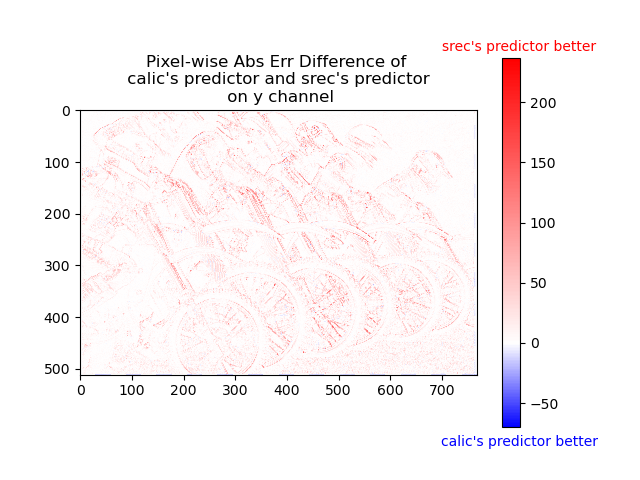 srec's predictor better
Pixel-wise Abs Err Difference of
calic's predictor and srec's predictor
on y channel
0
100
200
300
400
500
0 100 200 300 400 500 600 700
200
150
100
50
0
−50
calic's predictor better